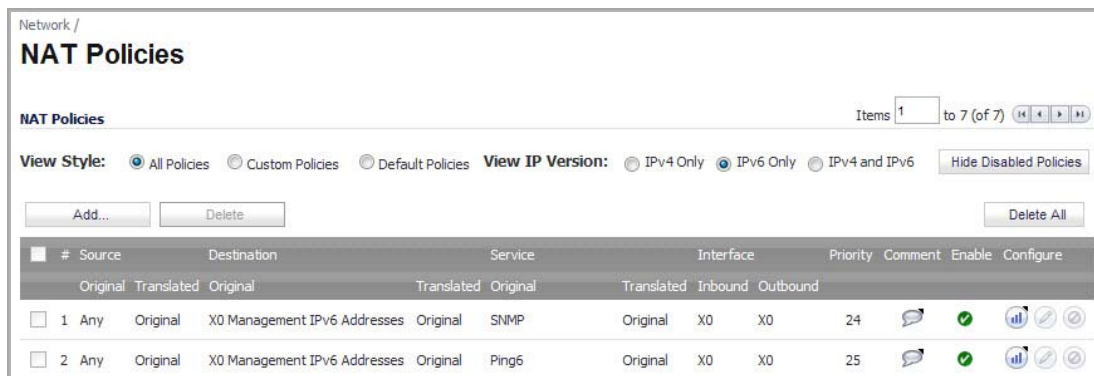 Network /
NAT Policies
NAT Policies Items 1 to 7 (of 7)
View Style: All Policies Custom Policies Default Policies View IP Version: IPv4 Only IPv6 Only IPv4 and IPv6 Hide Disabled Policies
Add... Delete Delete All
# Source Destination Service Interface Priority Comment Enable Configure
Original Translated Original Translated Original Translated Inbound Outbound
1 Any Original X0 Management IPv6 Addresses Original SNMP Original X0 X0 24
2 Any Original X0 Management IPv6 Addresses Original Ping6 Original X0 X0 25